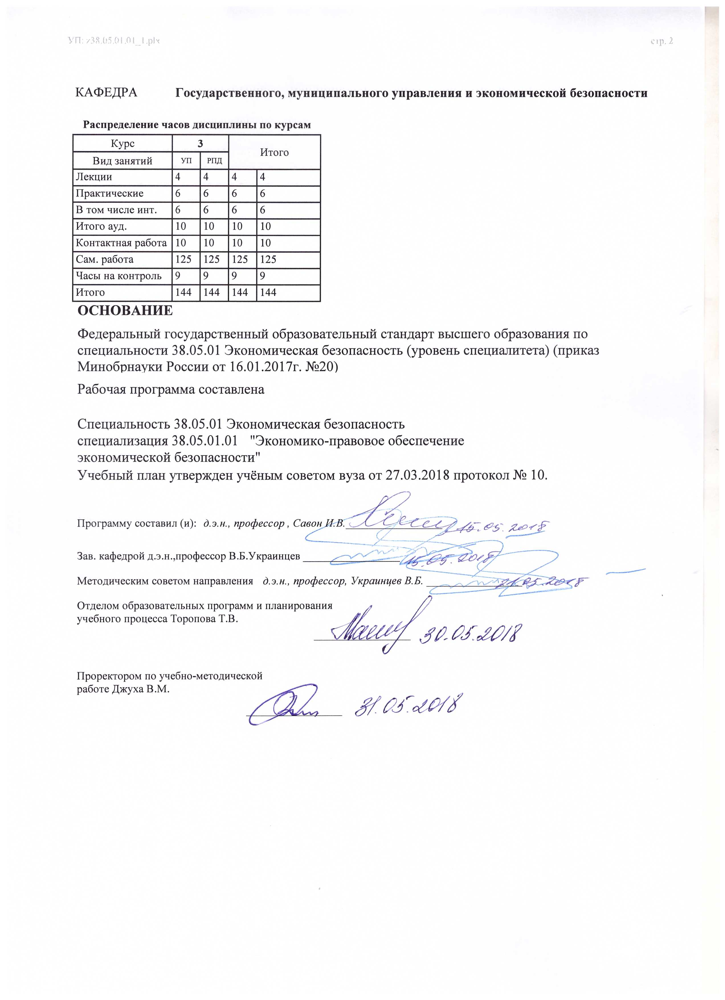 УП: z38.05.01.01_1.plx стр. 2
КАФЕДРА Государственного, муниципального управления и экономической безопасности
Распределение часов дисциплины по курсам
Курс 3 Итого
Вид занятий УП РПД
Лекции 4 4 4 4
Практические 6 6 6 6
В том числе инт. 6 6 6 6
Итого ауд. 10 10 10 10
Контактная работа 10 10 10 10
Сам. работа 125 125 125 125
Часы на контроль 9 9 9 9
Итого 144 144 144 144
ОСНОВАНИЕ
Федеральный государственный образовательный стандарт высшего образования по
специальности 38.05.01 Экономическая безопасность (уровень специалитета) (приказ
Минобрнауки России от 16.01.2017г. №20)
Рабочая программа составлена
Специальность 38.05.01 Экономическая безопасность
специализация 38.05.01.01 "Экономико-правовое обеспечение
экономической безопасности"
Учебный план утвержден учёным советом вуза от 27.03.2018 протокол № 10.
Программу составил (и): д.э.н., профессор , Савон И.В. 15.05.2018
Зав. кафедрой д.э.н.,профессор В.Б.Украинцев 15.05.2018
Методическим советом направления д.э.н., профессор, Украинцев В.Б. 21.05.2018
Отделом образовательных программ и планирования
учебного процесса Торопова Т.В.
30.05.2018
Проректором по учебно-методической
работе Джуха В.М.
31.05.2018